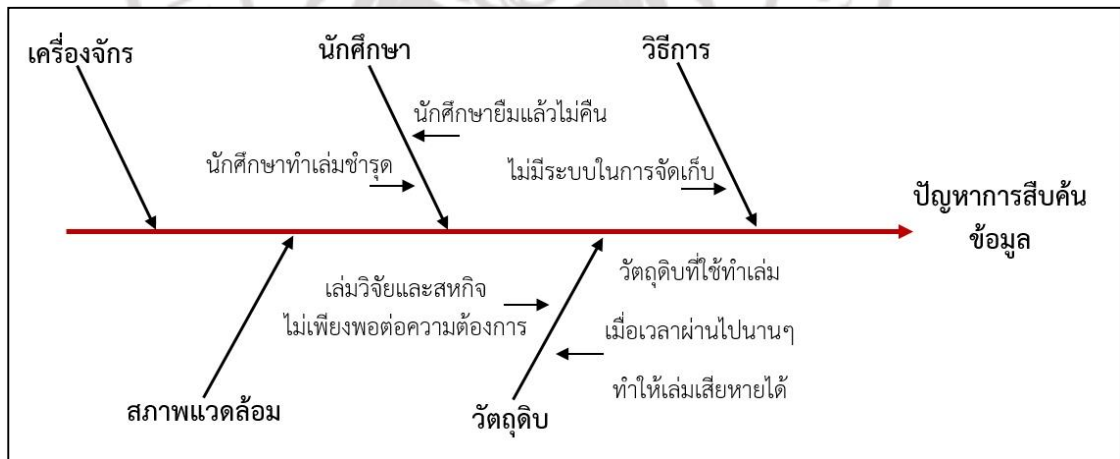 เครื่องจักร
นักศึกษา
วิธีการ
นักศึกษายืมแล้วไม่คืน
นักศึกษาทำเล่มชำรุด
ไม่มีระบบในการจัดเก็บ
ปัญหาการสืบค้น
ข้อมูล
วัตถุดิบที่ใช้ทำเล่ม
เล่มวิจัยและสหกิจ
ไม่เพียงพอต่อความต้องการ
เมื่อเวลาผ่านไปนานๆ
ทำให้เล่มเสียหายได้
สภาพแวดล้อม
วัตถุดิบ